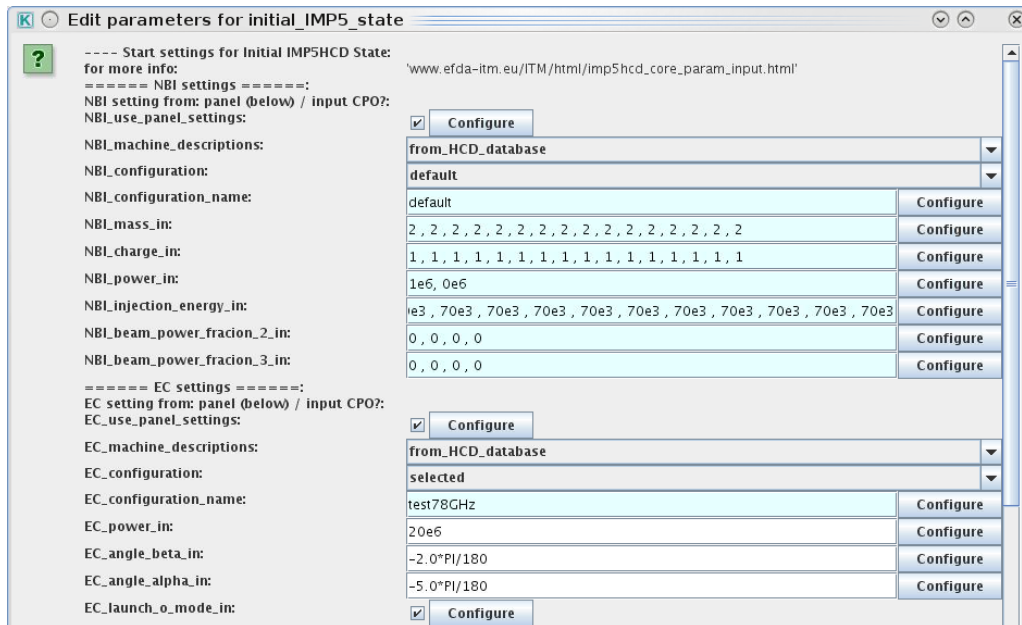 Edit parameters for initial_IMP5_state
---- Start settings for Initial IMP5HCD State:
for more info: 'www.efda-itm.eu/ITM/html/imp5hcd_core_param_input.html'
====== NBI settings ======:
NBI setting from: panel (below) / input CPO?:
NBI_use_panel_settings: Configure
NBI_machine_descriptions: from_HCD_database
NBI_configuration: default
NBI_configuration_name: default Configure
NBI_mass_in: 2 , 2 , 2 , 2 , 2 , 2 , 2 , 2 , 2 , 2 , 2 , 2 , 2 , 2 , 2 , 2 Configure
NBI_charge_in: 1, 1, 1, 1, 1, 1, 1, 1, 1, 1, 1, 1, 1, 1, 1, 1 Configure
NBI_power_in: 1e6, 0e6 Configure
NBI_injection_energy_in: 0e3 , 70e3 , 70e3 , 70e3 , 70e3 , 70e3 , 70e3 , 70e3 , 70e3 , 70e3 , 70e3 Configure
NBI_beam_power_fracion_2_in: 0 , 0 , 0 , 0 Configure
NBI_beam_power_fracion_3_in: 0 , 0 , 0 , 0 Configure
====== EC settings ======:
EC setting from: panel (below) / input CPO?:
EC_use_panel_settings: Configure
EC_machine_descriptions: from_HCD_database
EC_configuration: selected
EC_configuration_name: test78GHz Configure
EC_power_in: 20e6 Configure
EC_angle_beta_in: -2.0*PI/180 Configure
EC_angle_alpha_in: -5.0*PI/180 Configure
EC_launch_o_mode_in: Configure